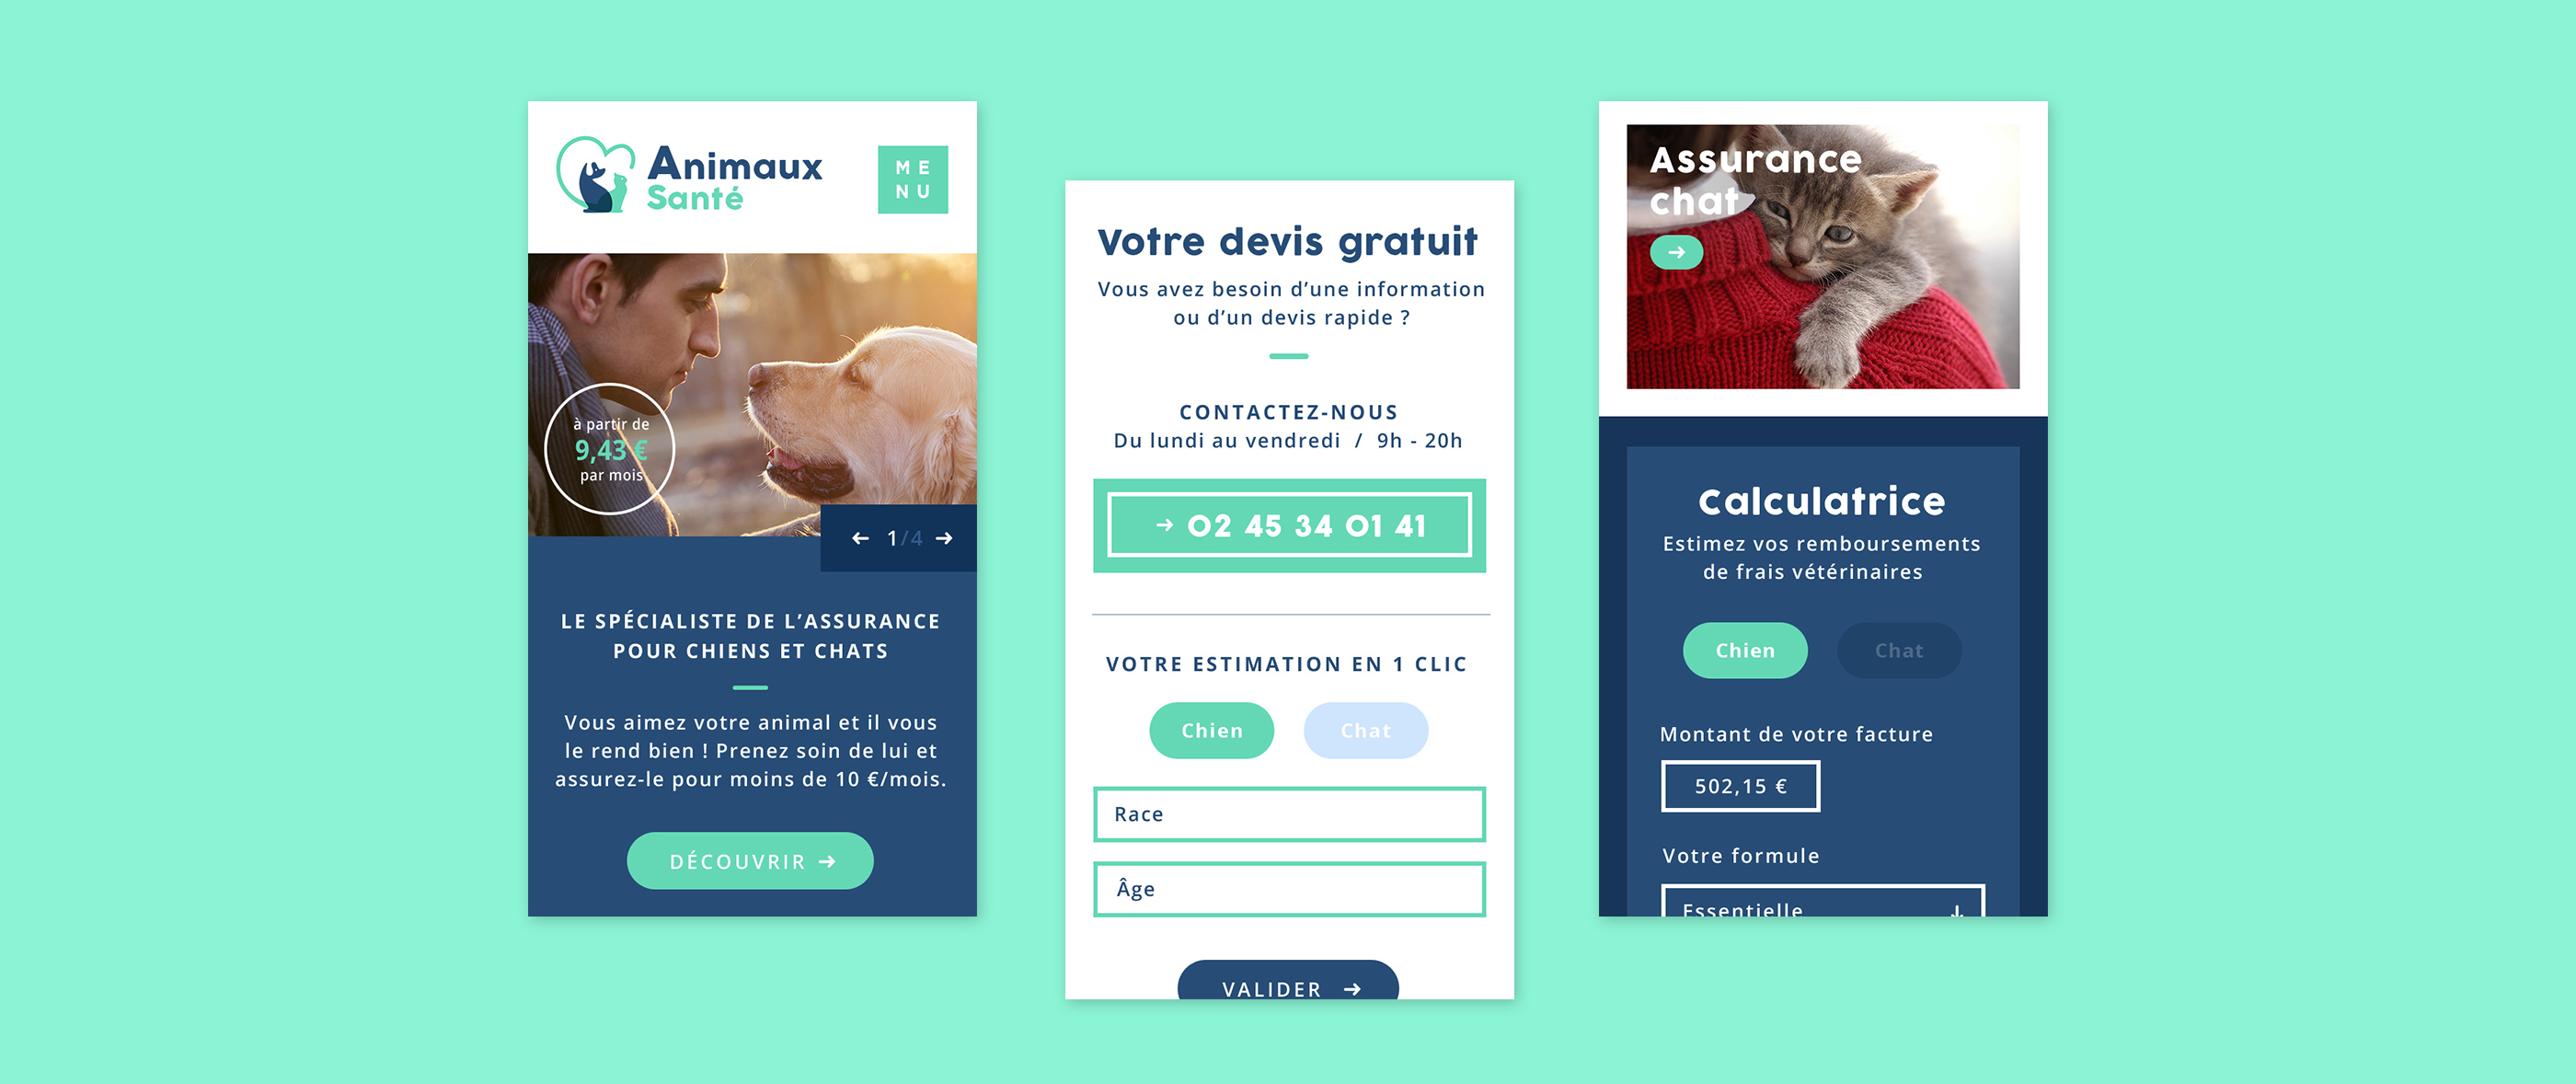 Animaux
Santé
ME
NU
à partir de
9,43 €
par mois
← 1/4 →
LE SPÉCIALISTE DE L’ASSURANCE
POUR CHIENS ET CHATS
Vous aimez votre animal et il vous
le rend bien ! Prenez soin de lui et
assurez-le pour moins de 10 €/mois.
DÉCOUVRIR →
Votre devis gratuit
Vous avez besoin d’une information
ou d’un devis rapide ?
CONTACTEZ-NOUS
Du lundi au vendredi / 9h - 20h
→ 02 45 34 01 41
VOTRE ESTIMATION EN 1 CLIC
Chien
Chat
Race
Âge
VALIDER →
Assurance
chat
→
Calculatrice
Estimez vos remboursements
de frais vétérinaires
Chien
Chat
Montant de votre facture
502,15 €
Votre formule
Essentielle ↓